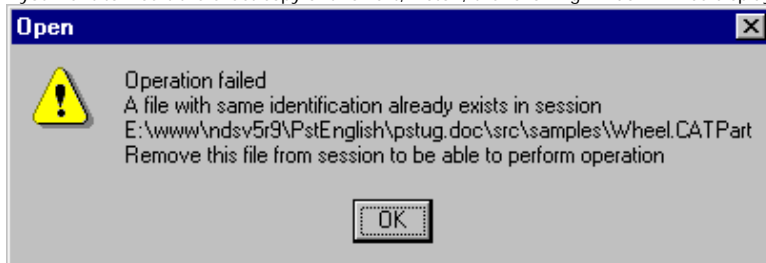 Open
Operation failed
A file with same identification already exists in session
E:\www\ndsv5r9\PstEnglish\pstug.doc\src\samples\Wheel.CATPart
Remove this file from session to be able to perform operation
OK